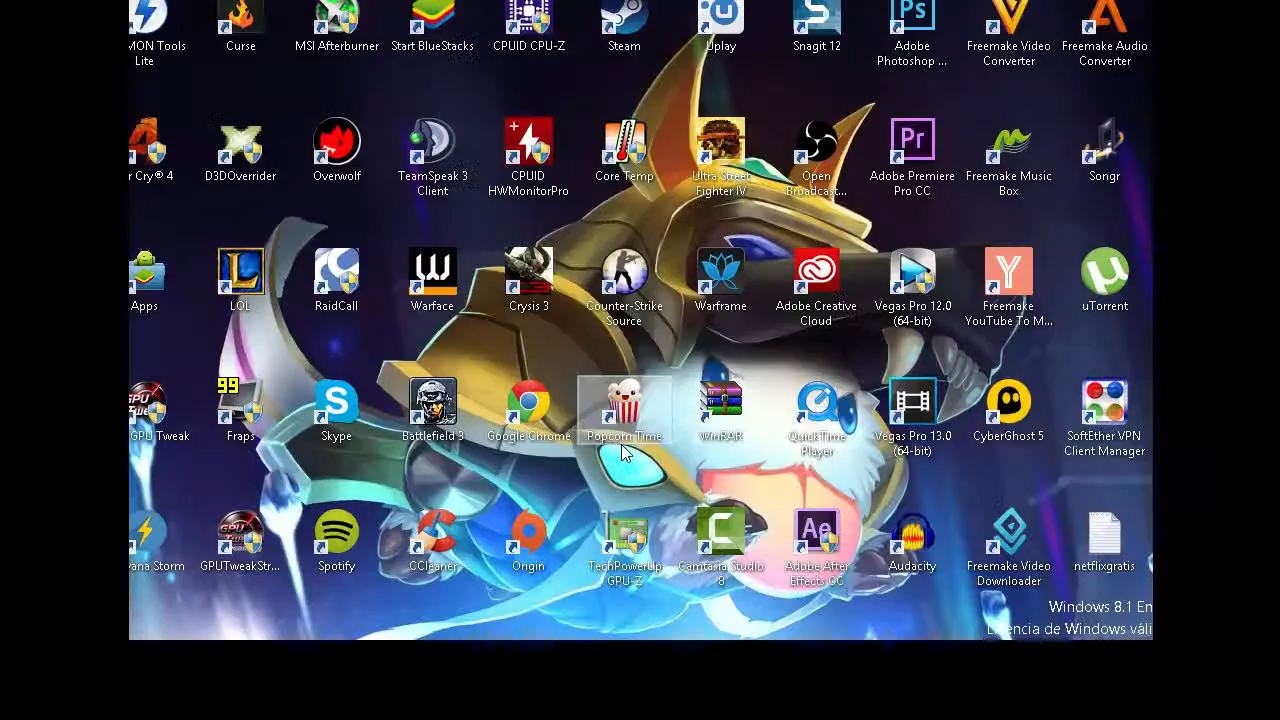 MON Tools
Lite
Curse
MSI Afterburner
Start BlueStacks
CPUID CPU-Z
Steam
Uplay
Snagit 12
Ps
Adobe
Photoshop ...
Freemake Video
Converter
Freemake Audio
Converter
r Cry® 4
D3DOverrider
Overwolf
TeamSpeak 3
Client
CPUID
HWMonitorPro
Core Temp
Ultra Street
Fighter IV
Open
Broadcast...
Pr
Adobe Premiere
Pro CC
Freemake Music
Box
Songr
Apps
LOL
RaidCall
Warface
Crysis 3
Counter-Strike
Source
Warframe
Adobe Creative
Cloud
Vegas Pro 12.0
(64-bit)
Freemake
YouTube To M...
uTorrent
GPU Tweak
99
Fraps
Skype
Battlefield 3
Google Chrome
Popcorn Time
WinRAR
QuickTime
Player
Vegas Pro 13.0
(64-bit)
CyberGhost 5
SoftEther VPN
Client Manager
vana Storm
GPUTweakStr...
Spotify
CCleaner
Origin
TechPowerUp
GPU-Z
Camtasia Studio
8
Ae
Adobe After
Effects CC
Audacity
Freemake Video
Downloader
netflixgratis
Windows 8.1 En
Licencia de Windows váli